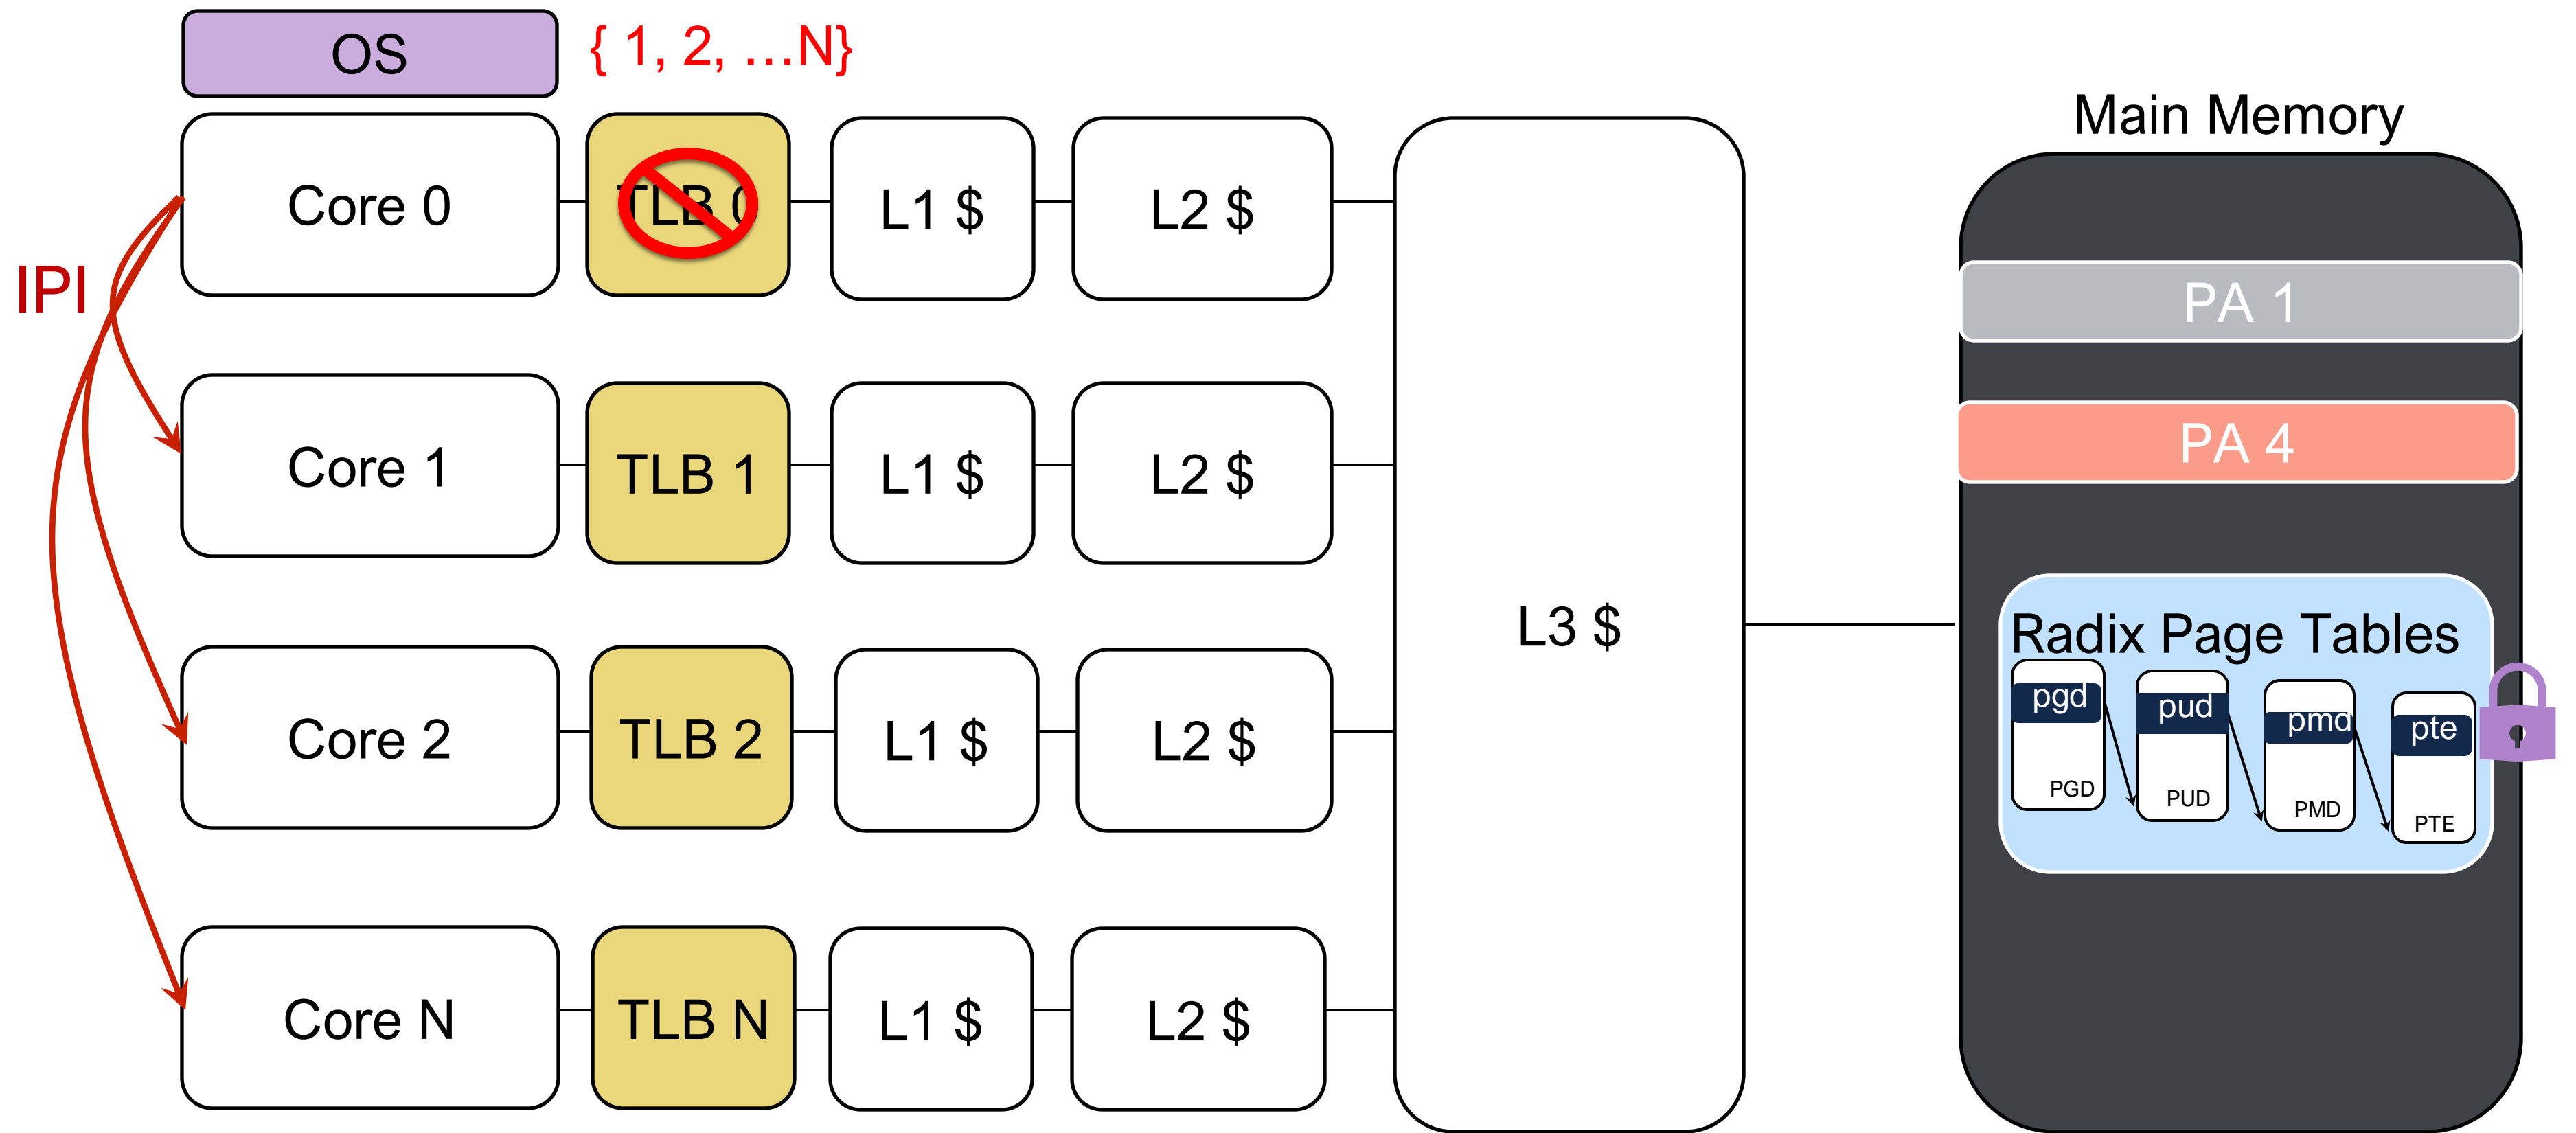 OS
{ 1, 2, …N}
Main Memory
Core 0
TLB 0
L1 $
L2 $
IPI
PA 1
PA 4
Core 1
TLB 1
L1 $
L2 $
L3 $
Radix Page Tables
pgd
pud
pmd
pte
PGD
PUD
PMD
PTE
Core 2
TLB 2
L1 $
L2 $
Core N
TLB N
L1 $
L2 $